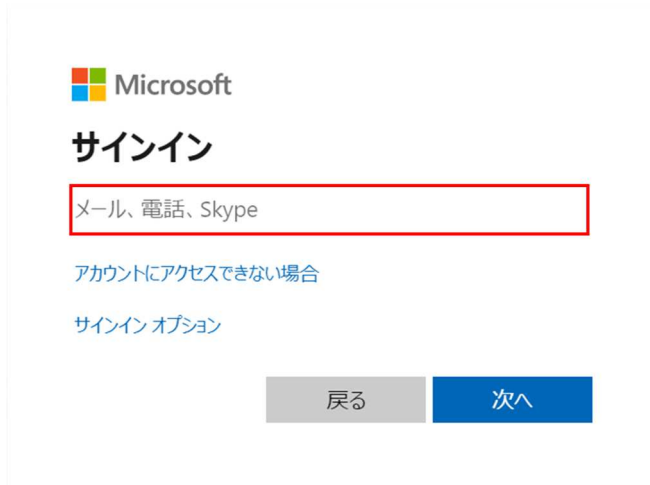 Microsoft
サインイン
メール、電話、Skype
アカウントにアクセスできない場合
サインイン オプション
戻る
次へ